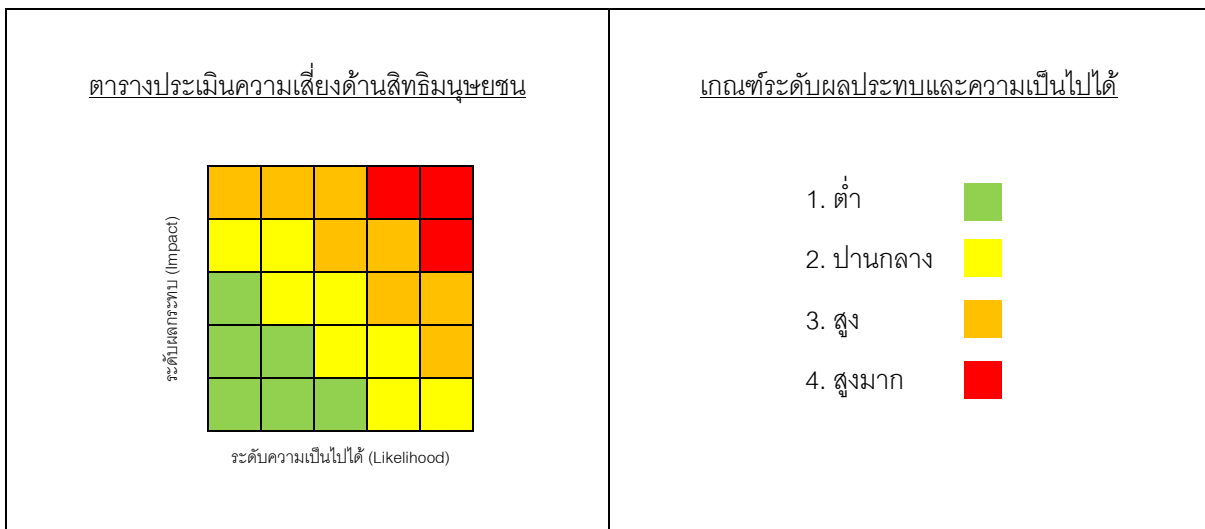 ตารางประเมินความเสี่ยงด้านสิทธิมนุษยชน
ระดับผลกระทบ (Impact)
ระดับความเป็นไปได้ (Likelihood)
เกณฑ์ระดับผลประทบและความเป็นไปได้
1. ต่ำ
2. ปานกลาง
3. สูง
4. สูงมาก